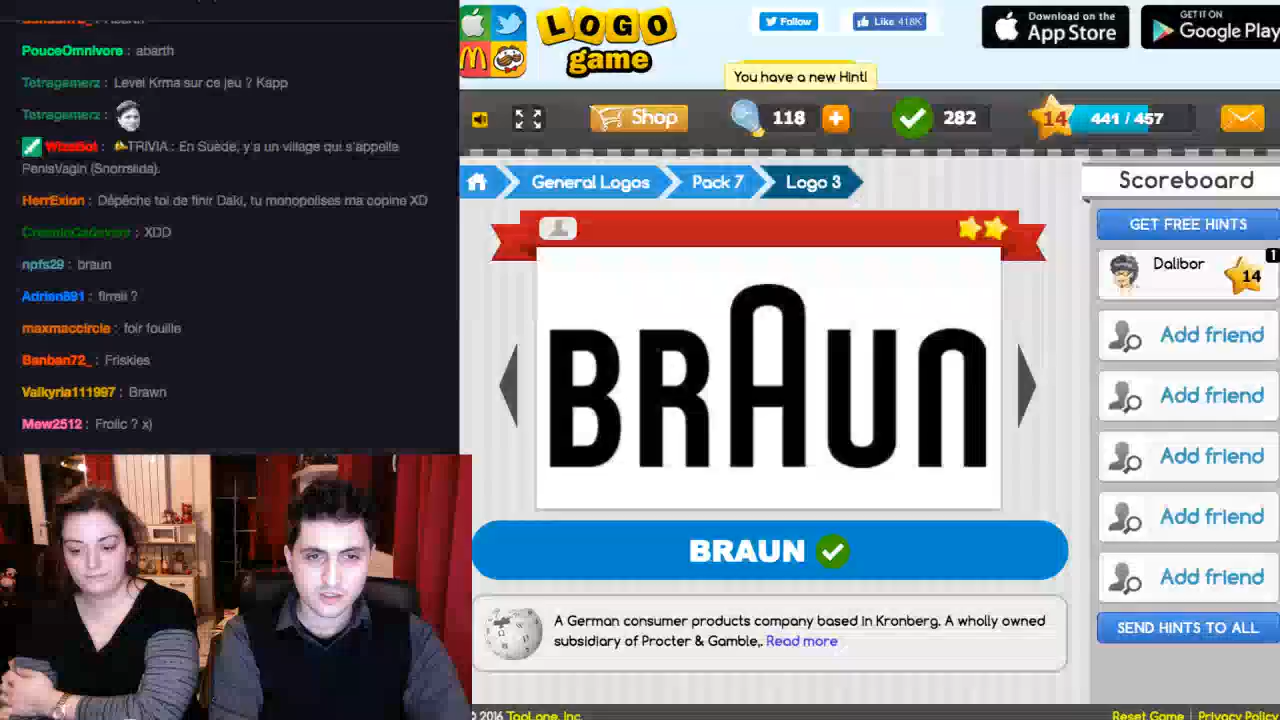 PouceOmnivore : abarth
Tetragamerz : Level Krma sur ce jeu ? Kapp
Tetragamerz :
WizeBot : TRIVIA : En Suède, y'a un village qui s'appelle
PenisVagin (Snorrslida).
HerrExion : Dépêche toi de finir Daki, tu monopolises ma copine XD
: XDD
npfs29 : braun
Adrien891 : firreli ?
maxmaccircle : foir fouille
Banban72_ : Friskies
Valkyria111997 : Brawn
Mew2512 : Frolic ? x)
LOGO
game
Follow
Like 418K
Download on the
App Store
GET IT ON
Google Play
You have a new Hint!
Shop
118
282
14
441 / 457
General Logos
Pack 7
Logo 3
BRAUN
BRAUN
A German consumer products company based in Kronberg. A wholly owned
subsidiary of Procter & Gamble,. Read more
Scoreboard
GET FREE HINTS
1
Dalibor
14
Add friend
Add friend
Add friend
Add friend
Add friend
SEND HINTS TO ALL
© 2016 TapLane, Inc.
Reset Game | Privacy Policy